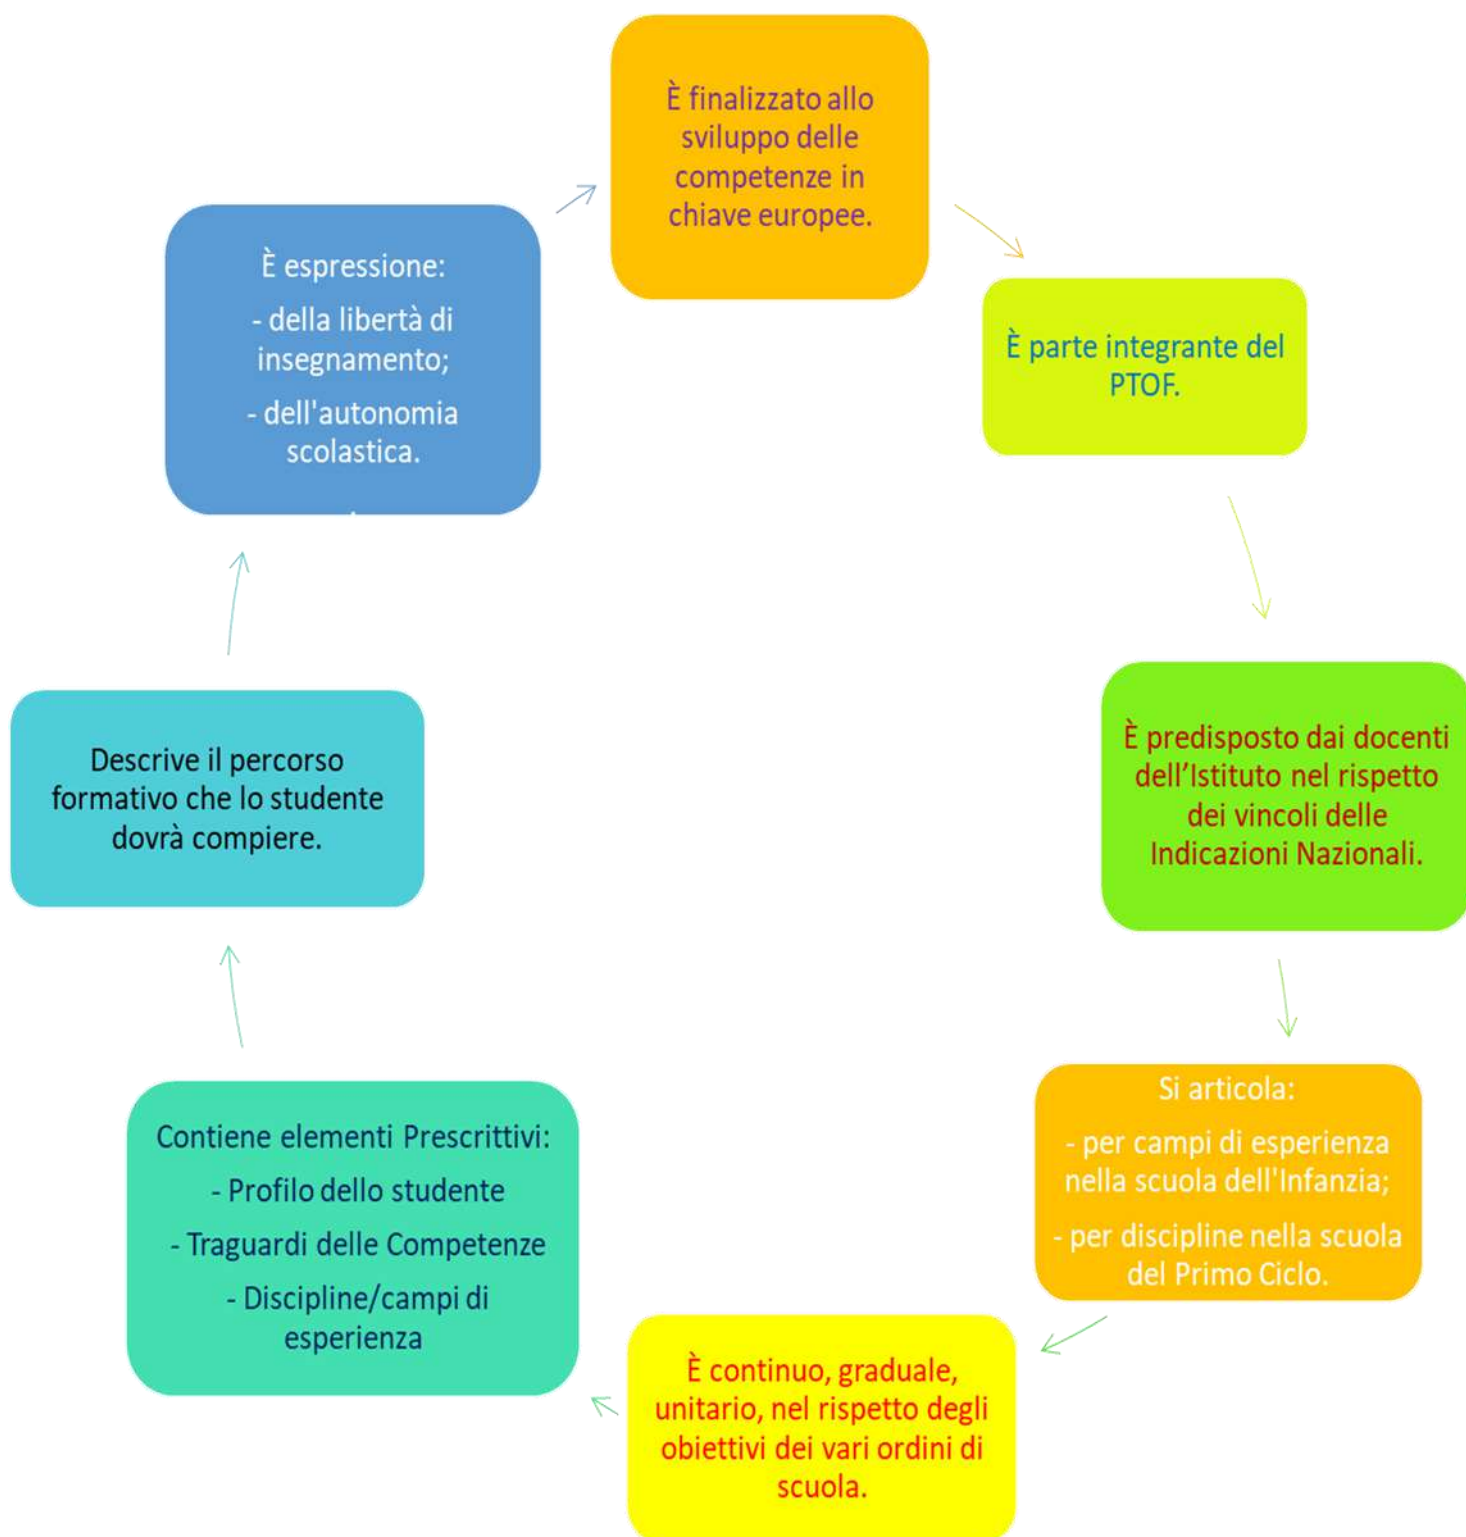 È finalizzato allo
sviluppo delle
competenze in
chiave europee.
È parte integrante del
PTOF.
È predisposto dai docenti
dell’Istituto nel rispetto
dei vincoli delle
Indicazioni Nazionali.
Si articola:
- per campi di esperienza
nella scuola dell'Infanzia;
- per discipline nella scuola
del Primo Ciclo.
È continuo, graduale,
unitario, nel rispetto degli
obiettivi dei vari ordini di
scuola.
Contiene elementi Prescrittivi:
- Profilo dello studente
- Traguardi delle Competenze
- Discipline/campi di
esperienza
Descrive il percorso
formativo che lo studente
dovrà compiere.
È espressione:
- della libertà di
insegnamento;
- dell'autonomia
scolastica.